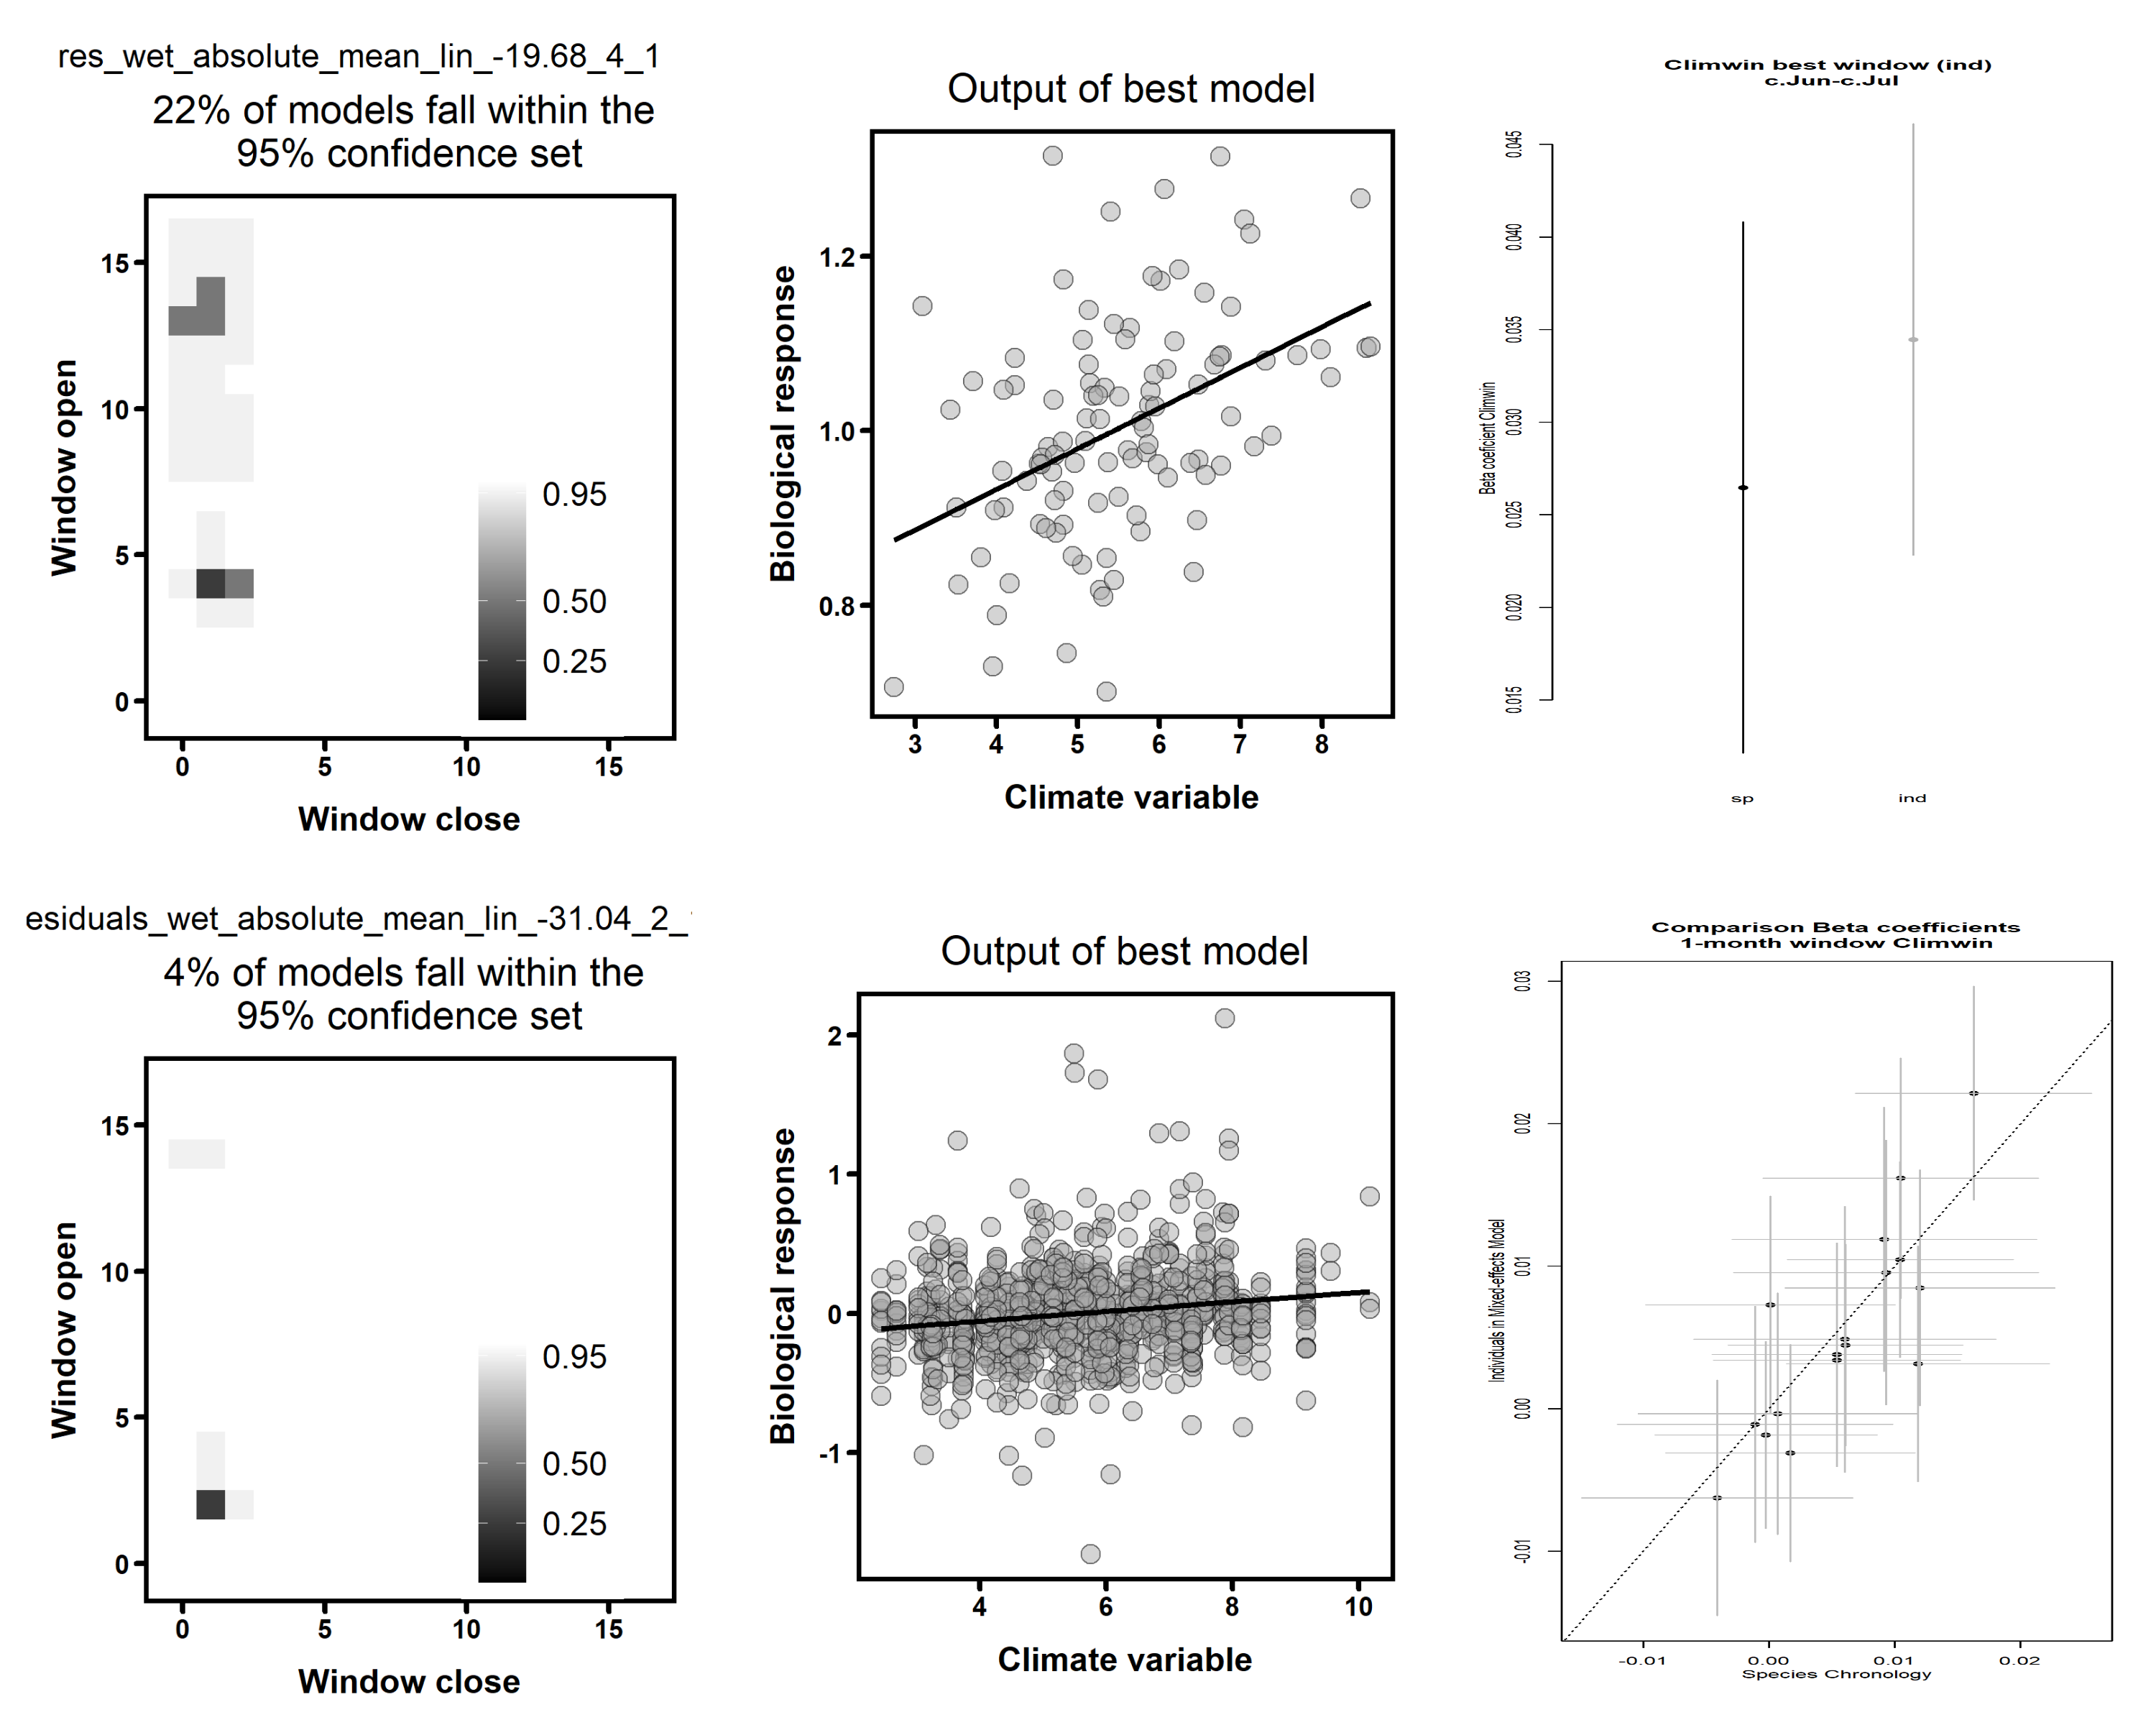 res_wet_absolute_mean_lin_-19.68_4_1
22% of models fall within the
95% confidence set
Window open
15
10
5
0
0.95
0.50
0.25
0 5 10 15
Window close
Output of best model
Biological response
1.2
1.0
0.8
3 4 5 6 7 8
Climate variable
Climwin best window (ind)
c.Jun-c.Jul
Beta coeficient Climwin
0.045
0.040
0.035
0.030
0.025
0.020
0.015
sp ind
esiduals_wet_absolute_mean_lin_-31.04_2_
4% of models fall within the
95% confidence set
Window open
15
10
5
0
0.95
0.50
0.25
0 5 10 15
Window close
Output of best model
Biological response
2
1
0
-1
4 6 8 10
Climate variable
Comparison Beta coefficients
1-month window Climwin
Individuals in Mixed-effects Model
0.03
0.02
0.01
0.00
-0.01
-0.01 0.00 0.01 0.02
Species Chronology